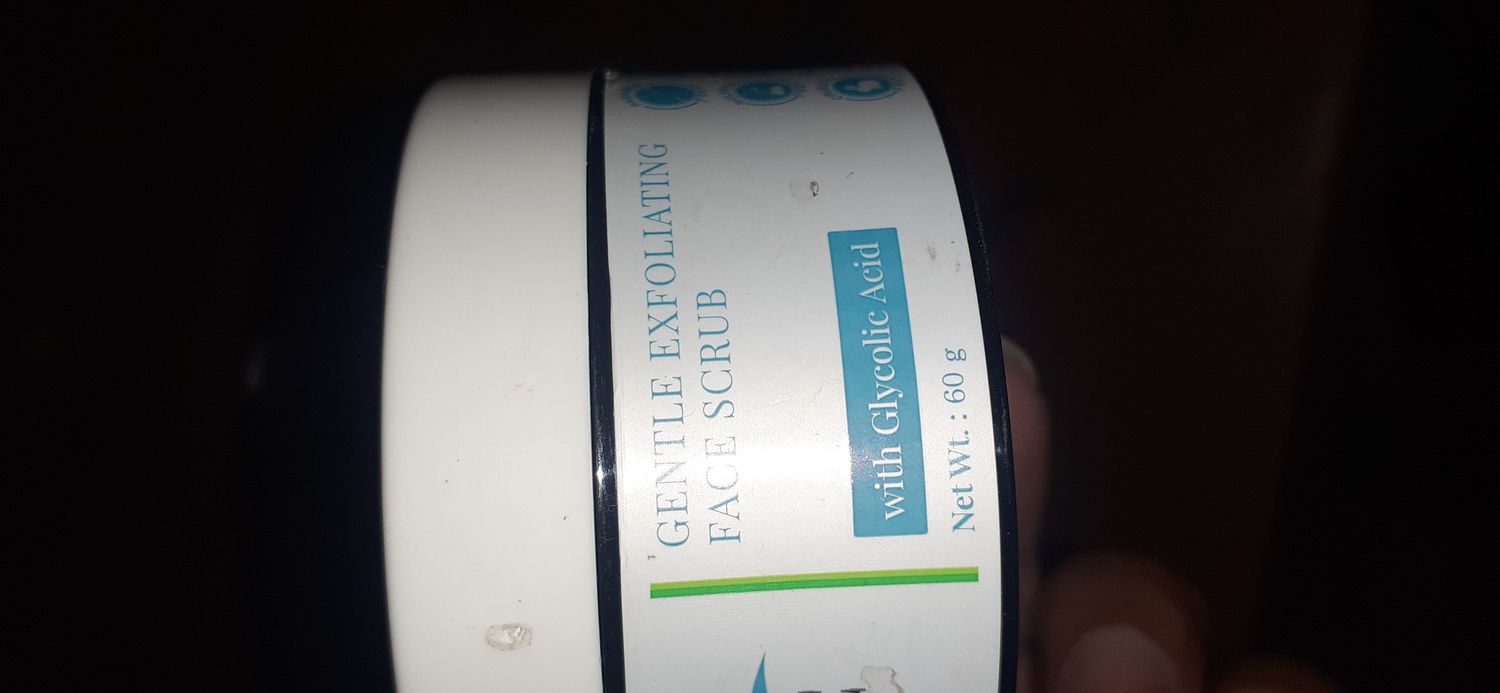 GENTLE EXFOLIATING
FACE SCRUB
with Glycolic Acid
Net Wt. : 60 g